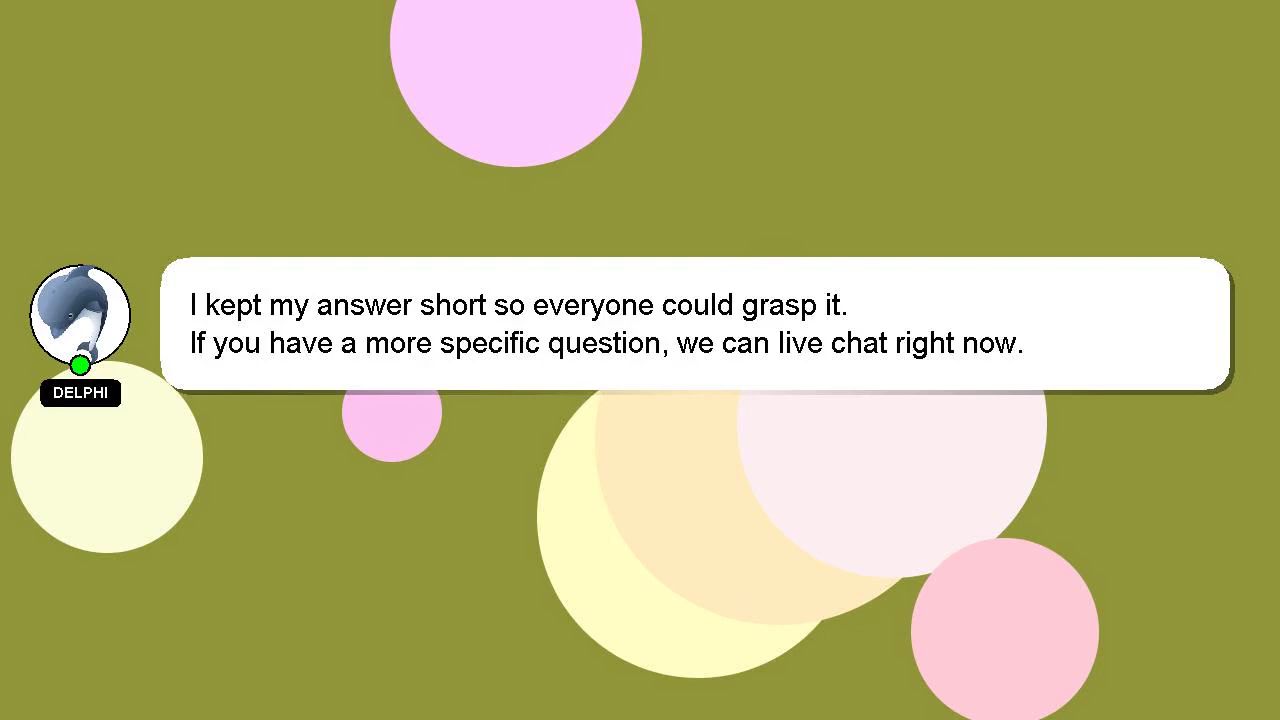 I kept my answer short so everyone could grasp it.
If you have a more specific question, we can live chat right now.
DELPHI